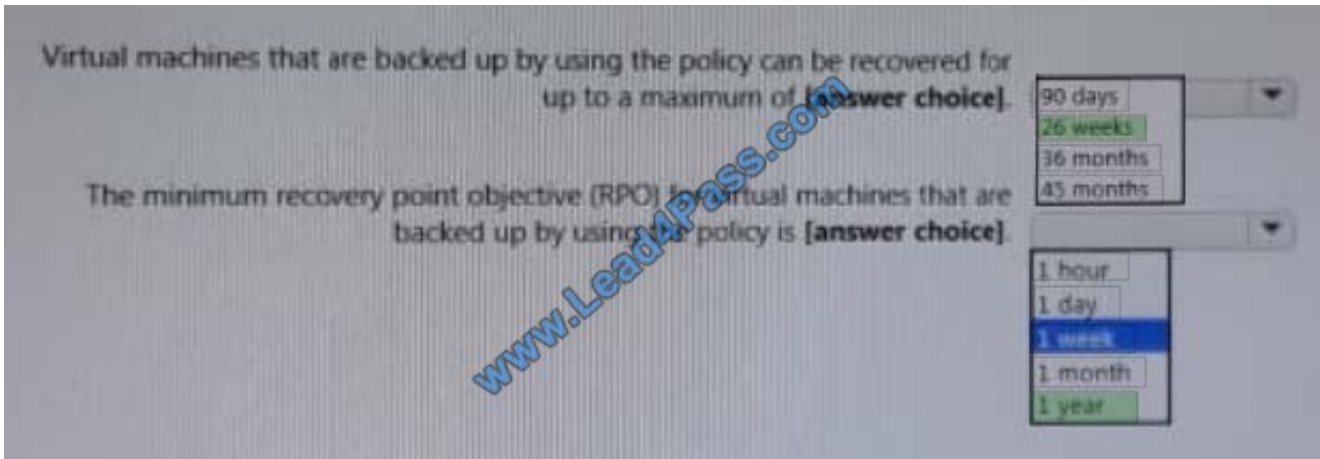 Virtual machines that are backed up by using the policy can be recovered for
up to a maximum of [answer choice].
90 days
26 weeks
36 months
45 months
The minimum recovery point objective (RPO) for virtual machines that are
backed up by using the policy is [answer choice].
1 hour
1 day
1 week
1 month
1 year
www.Lead4Pass.com